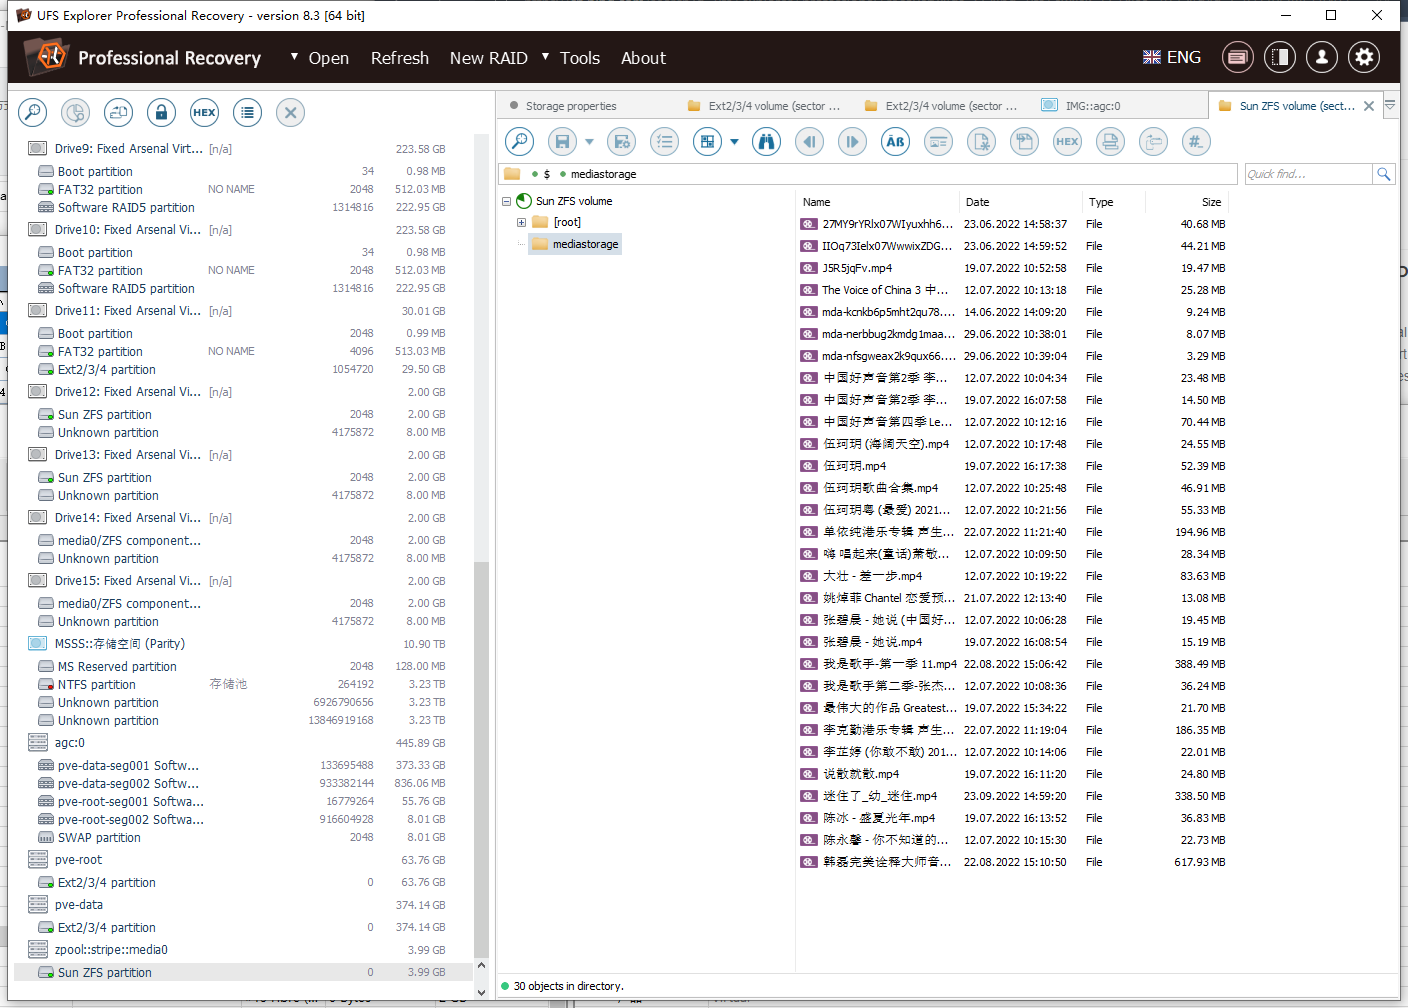 UFS Explorer Professional Recovery - version 8.3 [64 bit]
Professional Recovery
Open Refresh New RAID Tools About
ENG
HEX
Drive9: Fixed Arsenal Virt... [n/a] 223.58 GB
Boot partition 34 0.98 MB
FAT32 partition NO NAME 2048 512.03 MB
Software RAID5 partition 1314816 222.95 GB
Drive10: Fixed Arsenal Vi... [n/a] 223.58 GB
Boot partition 34 0.98 MB
FAT32 partition NO NAME 2048 512.03 MB
Software RAID5 partition 1314816 222.95 GB
Drive11: Fixed Arsenal Vi... [n/a] 30.01 GB
Boot partition 2048 0.99 MB
FAT32 partition NO NAME 4096 513.03 MB
Ext2/3/4 partition 1054720 29.50 GB
Drive12: Fixed Arsenal Vi... [n/a] 2.00 GB
Sun ZFS partition 2048 2.00 GB
Unknown partition 4175872 8.00 MB
Drive13: Fixed Arsenal Vi... [n/a] 2.00 GB
Sun ZFS partition 2048 2.00 GB
Unknown partition 4175872 8.00 MB
Drive14: Fixed Arsenal Vi... [n/a] 2.00 GB
media0/ZFS component... 2048 2.00 GB
Unknown partition 4175872 8.00 MB
Drive15: Fixed Arsenal Vi... [n/a] 2.00 GB
media0/ZFS component... 2048 2.00 GB
Unknown partition 4175872 8.00 MB
MSSS::存储空间 (Parity) 10.90 TB
MS Reserved partition 2048 128.00 MB
NTFS partition 存储池 264192 3.23 TB
Unknown partition 6926790656 3.23 TB
Unknown partition 13846919168 3.23 TB
agc:0 445.89 GB
pve-data-seg001 Softw... 133695488 373.33 GB
pve-data-seg002 Softw... 933382144 836.06 MB
pve-root-seg001 Softwa... 16779264 55.76 GB
pve-root-seg002 Softwa... 916604928 8.01 GB
SWAP partition 2048 8.01 GB
pve-root 63.76 GB
Ext2/3/4 partition 0 63.76 GB
pve-data 374.14 GB
Ext2/3/4 partition 0 374.14 GB
zpool::stripe::media0 3.99 GB
Sun ZFS partition 0 3.99 GB
Storage properties Ext2/3/4 volume (sector ... Ext2/3/4 volume (sector ... IMG::agc:0 Sun ZFS volume (sect...
ÄB HEX #_
$ mediastorage Quick find...
Sun ZFS volume
[root]
mediastorage
Name Date Type Size
27MY9rYRlx07WIyuxhh6... 23.06.2022 14:58:37 File 40.68 MB
IIOq73Ielx07WwwixZDG... 23.06.2022 14:59:52 File 44.21 MB
J5R5jqFv.mp4 19.07.2022 10:52:58 File 19.47 MB
The Voice of China 3 中... 12.07.2022 10:13:18 File 25.28 MB
mda-kcnkb6p5mht2qu78.... 14.06.2022 14:09:20 File 9.24 MB
mda-nerbbug2kmdg1maa... 29.06.2022 10:38:01 File 8.07 MB
mda-nfsgweax2k9qux66.... 29.06.2022 10:39:04 File 3.29 MB
中国好声音第2季 李... 12.07.2022 10:04:34 File 23.48 MB
中国好声音第2季 李... 19.07.2022 16:07:58 File 14.50 MB
中国好声音第四季 Le... 12.07.2022 10:12:16 File 70.44 MB
伍珂玥 (海阔天空).mp4 12.07.2022 10:17:48 File 24.55 MB
伍珂玥.mp4 19.07.2022 16:17:38 File 52.39 MB
伍珂玥歌曲合集.mp4 12.07.2022 10:25:48 File 46.91 MB
伍珂玥粤 (最爱) 2021... 12.07.2022 10:21:56 File 55.33 MB
单依纯港乐专辑 声生... 22.07.2022 11:21:40 File 194.96 MB
嗨 唱起来(童话)萧敬... 12.07.2022 10:09:50 File 28.34 MB
大壮 - 差一步.mp4 12.07.2022 10:19:22 File 83.63 MB
姚焯菲 Chantel 恋爱预... 21.07.2022 12:13:40 File 13.08 MB
张碧晨 - 她说 (中国好... 12.07.2022 10:06:28 File 19.45 MB
张碧晨 - 她说.mp4 19.07.2022 16:08:54 File 15.19 MB
我是歌手-第一季 11.mp4 22.08.2022 15:06:42 File 388.49 MB
我是歌手第二季-张杰... 12.07.2022 10:08:36 File 36.24 MB
最伟大的作品 Greatest... 19.07.2022 15:34:22 File 21.70 MB
李克勤港乐专辑 声生... 22.07.2022 11:19:04 File 186.35 MB
李芷婷 (你敢不敢) 201... 12.07.2022 10:14:06 File 22.01 MB
说散就散.mp4 19.07.2022 16:11:20 File 24.80 MB
迷住了_幼_迷住.mp4 23.09.2022 14:59:20 File 338.50 MB
陈冰 - 盛夏光年.mp4 19.07.2022 16:13:52 File 36.83 MB
陈永馨 - 你不知道的... 12.07.2022 10:15:30 File 22.73 MB
韩磊完美诠释大师音... 22.08.2022 15:10:50 File 617.93 MB
30 objects in directory.